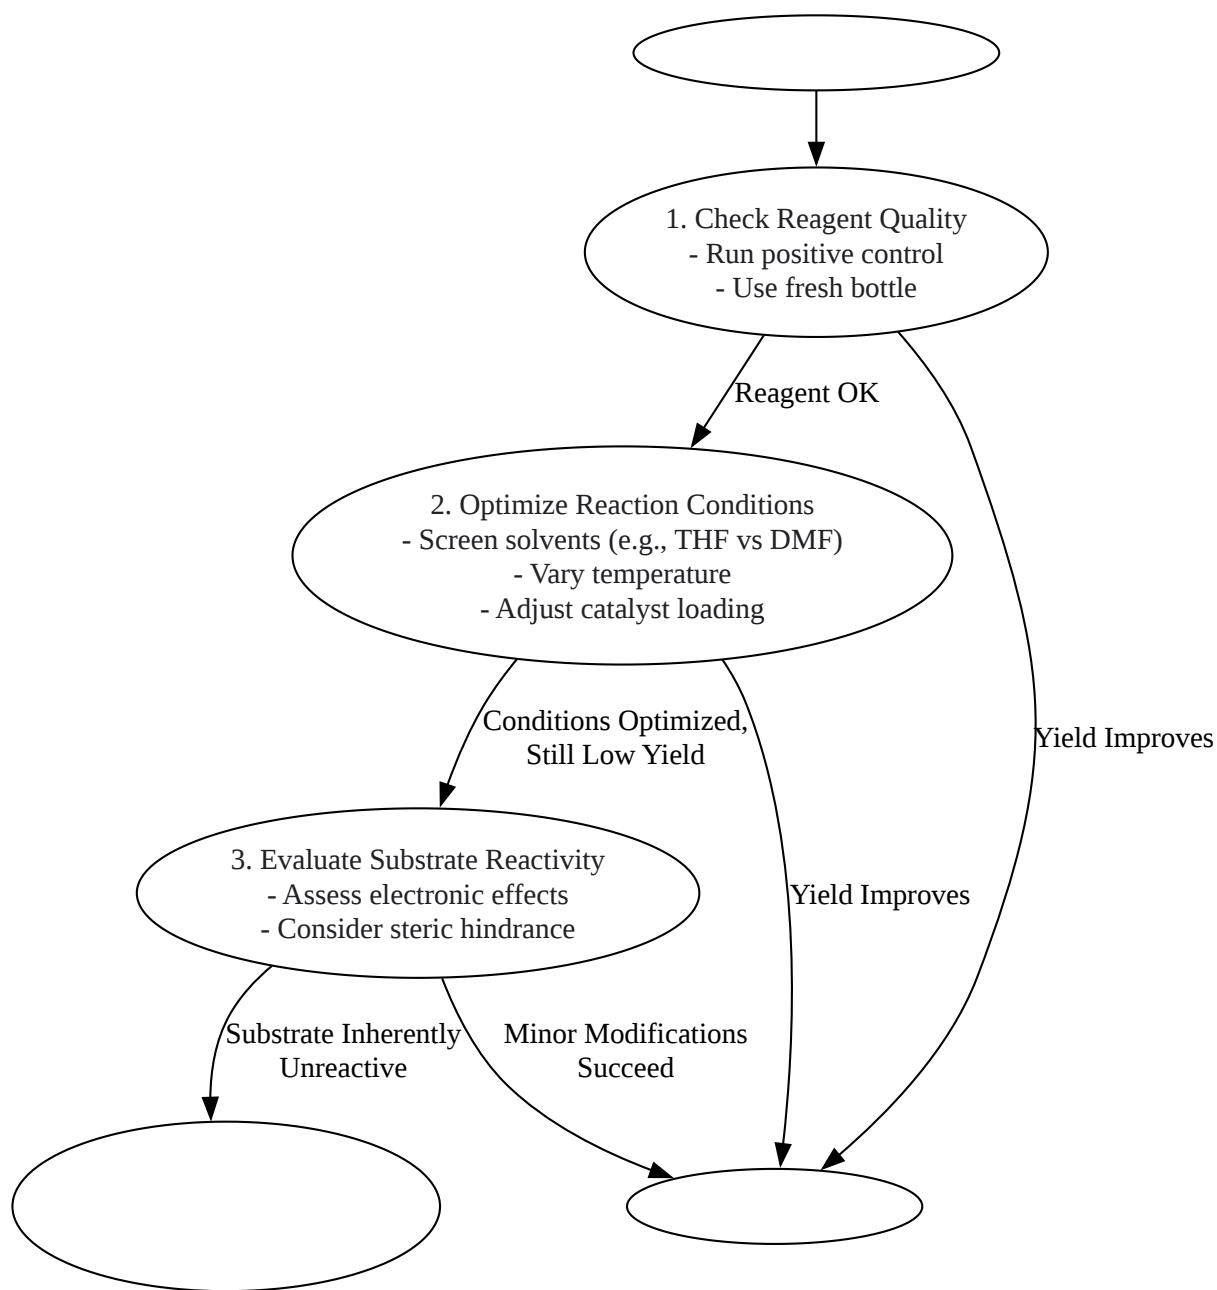 1. Check Reagent Quality
- Run positive control
- Use fresh bottle
Reagent OK
2. Optimize Reaction Conditions
- Screen solvents (e.g., THF vs DMF)
- Vary temperature
- Adjust catalyst loading
Conditions Optimized,
Still Low Yield
Yield Improves
3. Evaluate Substrate Reactivity
- Assess electronic effects
- Consider steric hindrance
Yield Improves
Substrate Inherently
Unreactive
Minor Modifications
Succeed